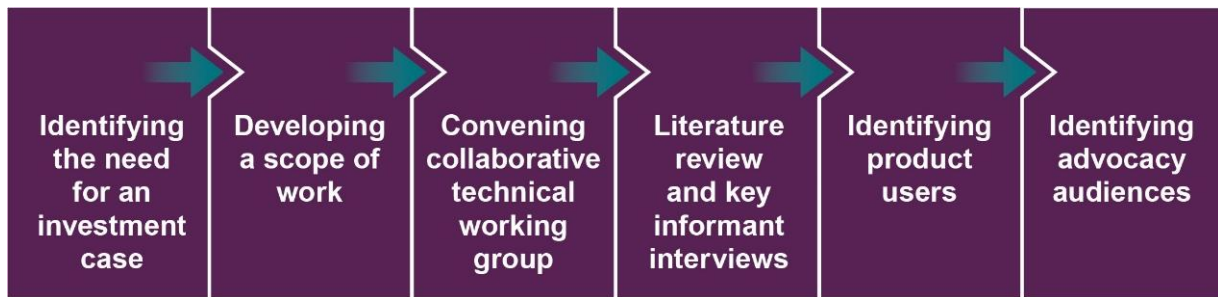 Identifying
the need
for an
investment
case
Developing
a scope of
work
Convening
collaborative
technical
working
group
Literature
review
and key
informant
interviews
Identifying
product
users
Identifying
advocacy
audiences